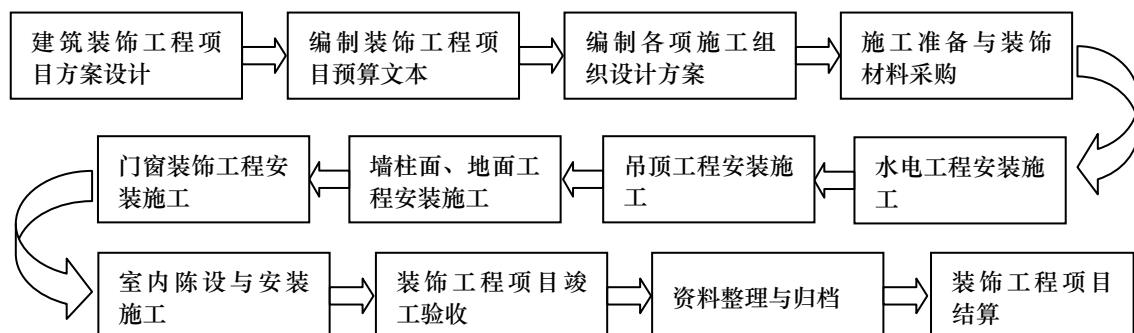 建筑装饰工程项
目方案设计
编制装饰工程项
目预算文本
编制各项施工组
织设计方案
施工准备与装饰
材料采购
水电工程安装施
工
吊顶工程安装施
工
墙柱面、地面工
程安装施工
门窗装饰工程安
装施工
室内陈设与安装
施工
装饰工程项目竣
工验收
资料整理与归档
装饰工程项目
结算